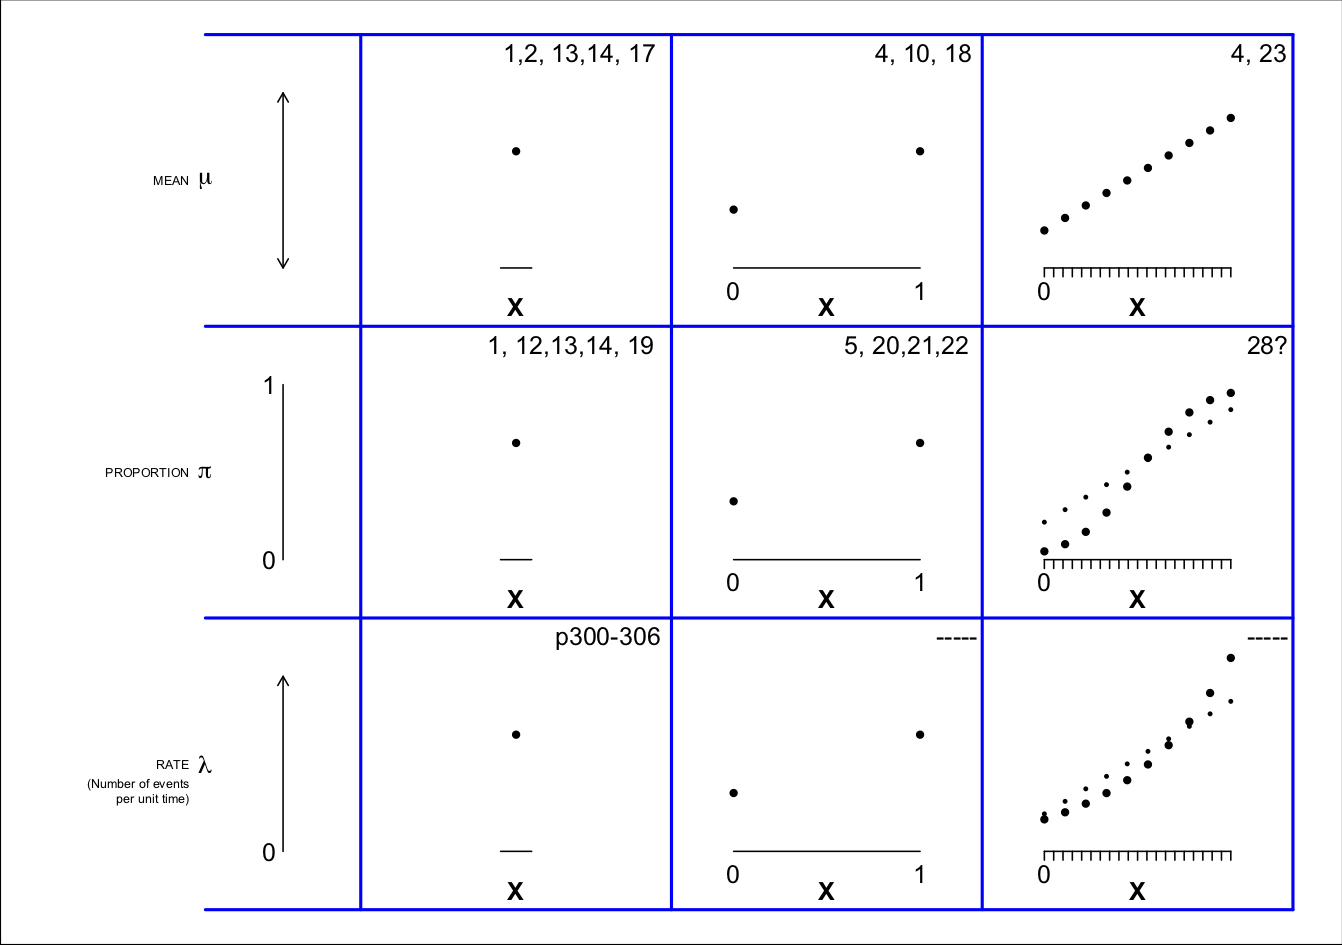 1,2, 13,14, 17
4, 10, 18
4, 23
MEAN μ
0 1
0
X
X
X
1, 12,13,14, 19
5, 20,21,22
28?
1
PROPORTION π
0
0 1
0
X
X
X
p300-306
-----
-----
RATE λ
(Number of events
per unit time)
0
0 1
0
X
X
X